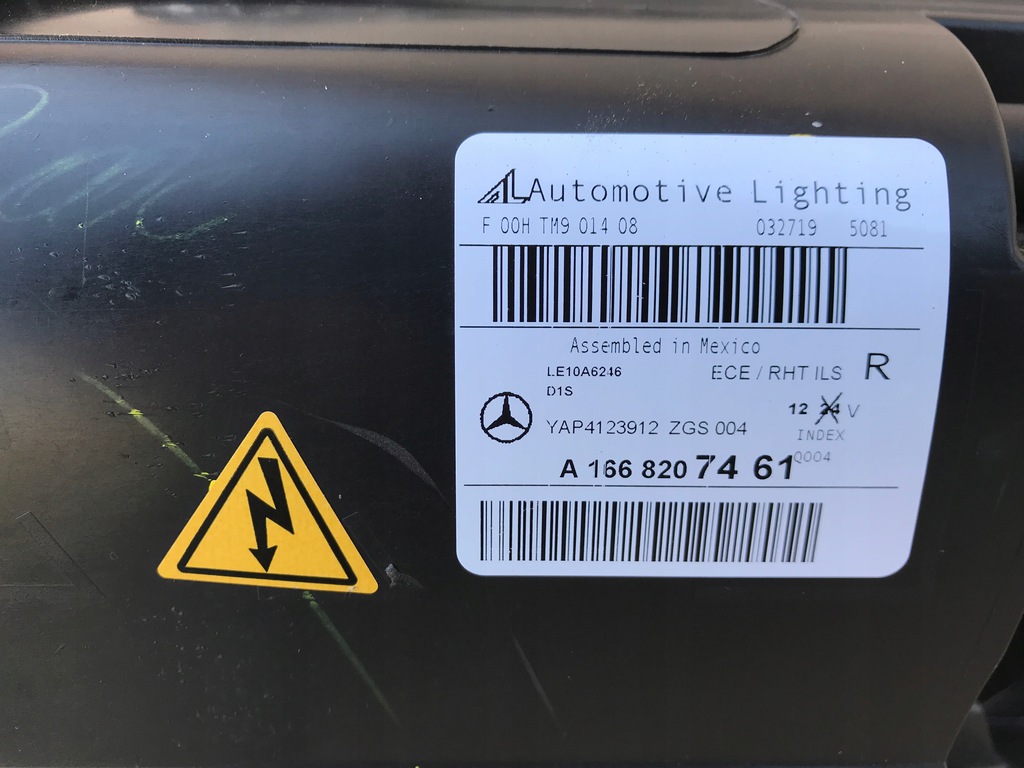 AL Automotive Lighting
F 00H TM9 014 08 032719 5081
Assembled in Mexico
LE10A6246 ECE / RHT ILS R
D1S
12 24 V
YAP4123912 ZGS 004 INDEX
Q004
A 166 820 74 61